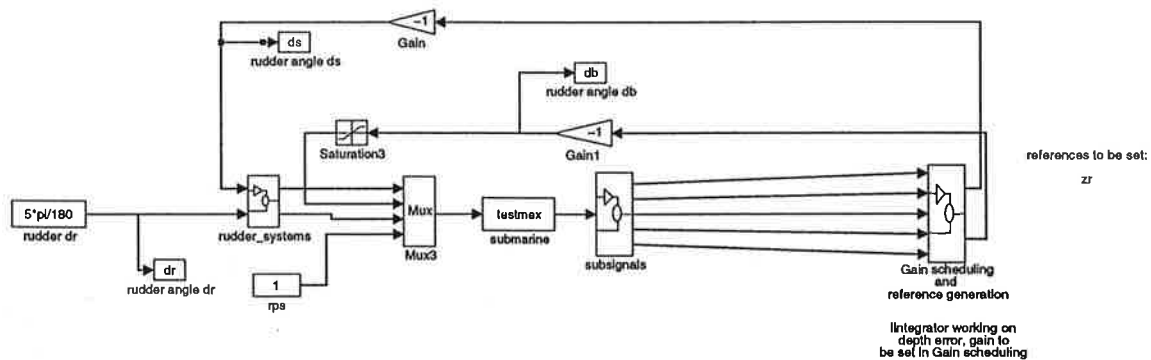 -1
Gain
ds
rudder angle ds
db
rudder angle db
-1
Gain1
Saturation3
references to be set:
zr
5*pi/180
rudder dr
rudder_systems
Mux
Mux3
testmex
submarine
subsignals
dr
rudder angle dr
1
rps
Gain scheduling
and
reference generation
IIntegrator working on
depth error, gain to
be set in Gain scheduling